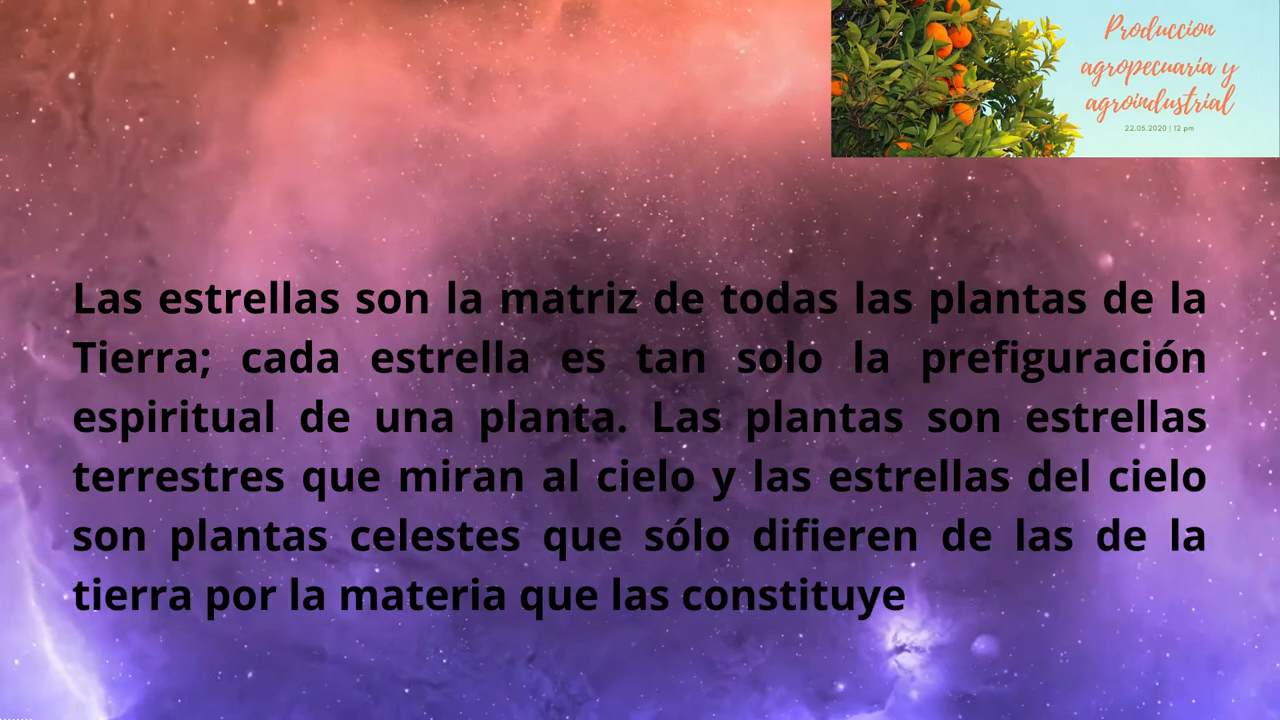 Produccion
agropecuaria y
agroindustrial
22.05.2020 | 12 pm
Las estrellas son la matriz de todas las plantas de la
Tierra; cada estrella es tan solo la prefiguración
espiritual de una planta. Las plantas son estrellas
terrestres que miran al cielo y las estrellas del cielo
son plantas celestes que sólo difieren de las de la
tierra por la materia que las constituye